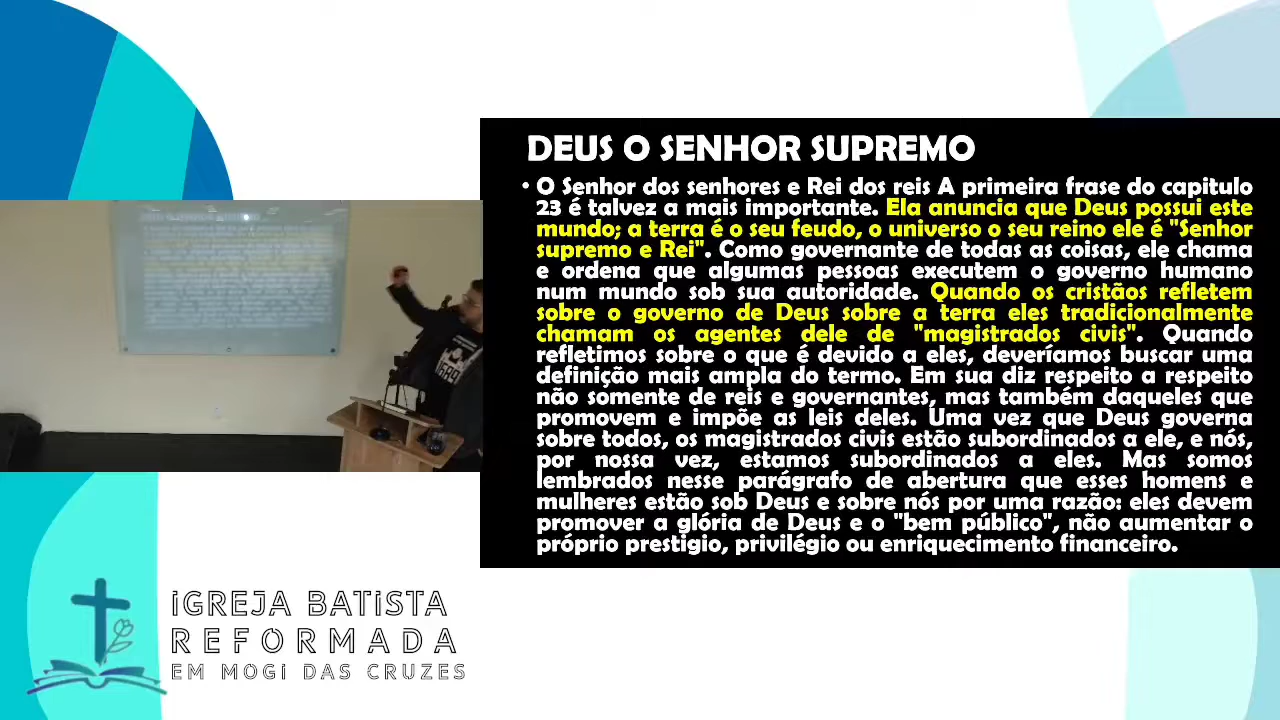 DEUS O SENHOR SUPREMO
• O Senhor dos senhores e Rei dos reis A primeira frase do capitulo
23 é talvez a mais importante. Ela anuncia que Deus possui este
mundo; a terra é o seu feudo, o universo o seu reino ele é "Senhor
supremo e Rei". Como governante de todas as coisas, ele chama
e ordena que algumas pessoas executem o governo humano
num mundo sob sua autoridade. Quando os cristãos refletem
sobre o governo de Deus sobre a terra eles tradicionalmente
chamam os agentes dele de "magistrados civis". Quando
refletimos sobre o que é devido a eles, deveríamos buscar uma
definição mais ampla do termo. Em sua diz respeito a respeito
não somente de reis e governantes, mas também daqueles que
promovem e impõe as leis deles. Uma vez que Deus governa
sobre todos, os magistrados civis estão subordinados a ele, e nós,
por nossa vez, estamos subordinados a eles. Mas somos
lembrados nesse parágrafo de abertura que esses homens e
mulheres estão sob Deus e sobre nós por uma razão: eles devem
promover a glória de Deus e o "bem público", não aumentar o
próprio prestigio, privilégio ou enriquecimento financeiro.
iGREJA BATiSTA
REFORMADA
EM MOGi DAS CRUZES